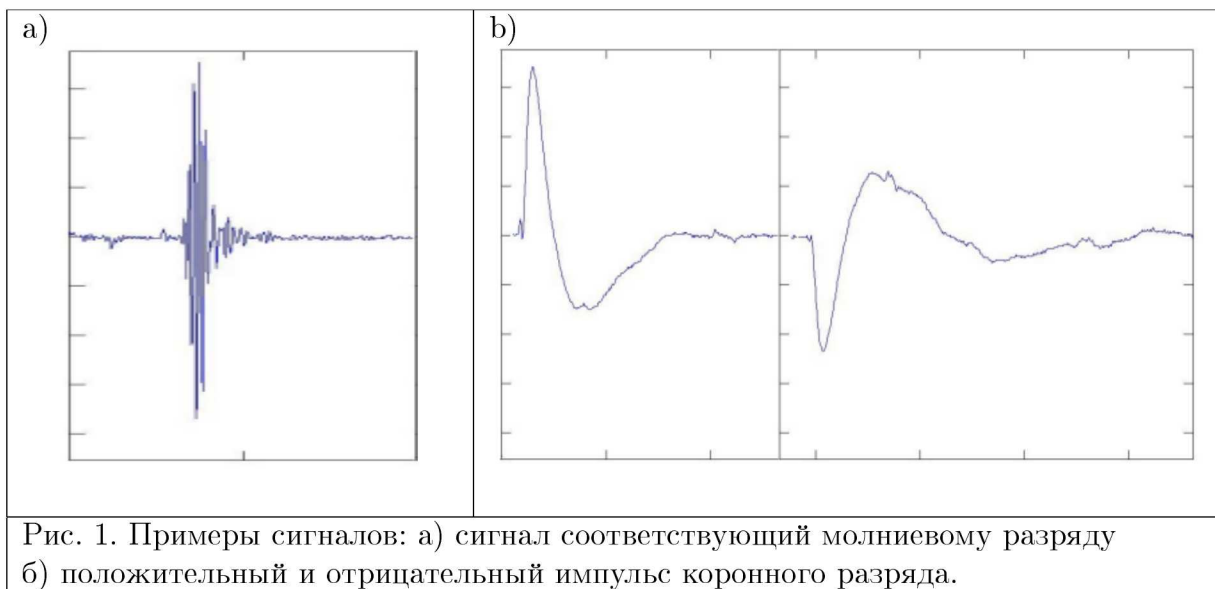 a)
b)
Рис. 1. Примеры сигналов: а) сигнал соответствующий молниевому разряду
б) положительный и отрицательный импульс коронного разряда.